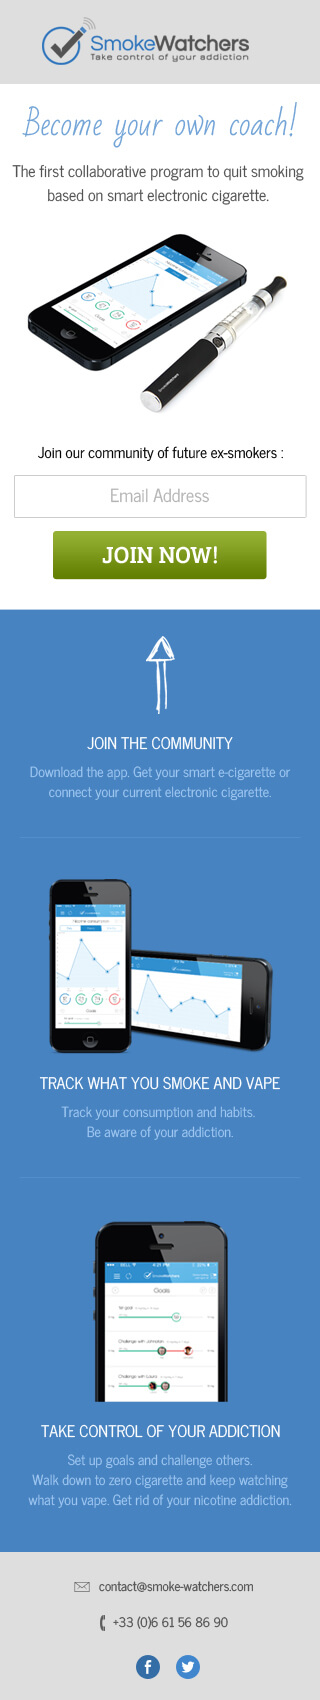 SmokeWatchers
Take control of your addiction
Become your own coach!
The first collaborative program to quit smoking
based on smart electronic cigarette.
Join our community of future ex-smokers :
Email Address
JOIN NOW!
JOIN THE COMMUNITY
Download the app. Get your smart e-cigarette or
connect your current electronic cigarette.
TRACK WHAT YOU SMOKE AND VAPE
Track your consumption and habits.
Be aware of your addiction.
4:21 PM
SmokeWatchers
Goals
TAKE CONTROL OF YOUR ADDICTION
Set up goals and challenge others.
Walk down to zero cigarette and keep watching
what you vape. Get rid of your nicotine addiction.
contact@smoke-watchers.com
+33 (0)6 61 56 86 90